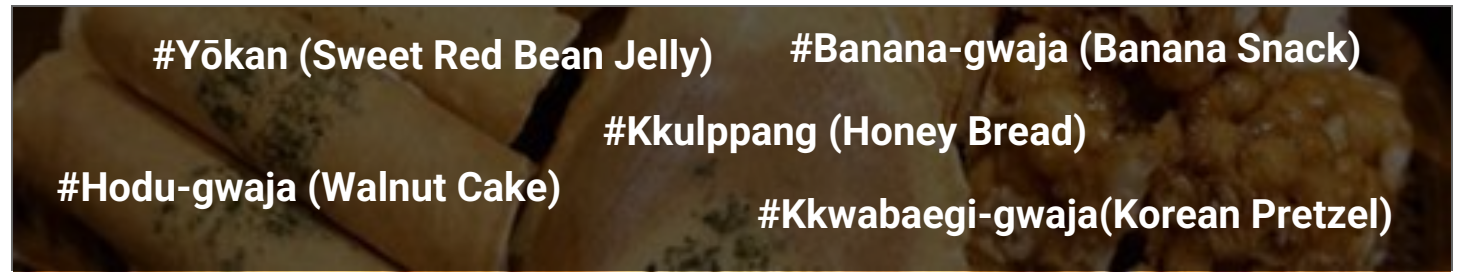 #Yōkan (Sweet Red Bean Jelly)
#Banana-gwaja (Banana Snack)
#Kkulppang (Honey Bread)
#Hodu-gwaja (Walnut Cake)
#Kkwabaegi-gwaja(Korean Pretzel)